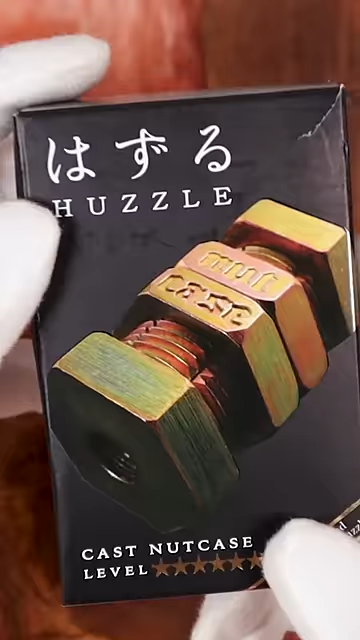 はずる
HUZZLE
nut
case
CAST NUTCASE
LEVEL ★★★★★★